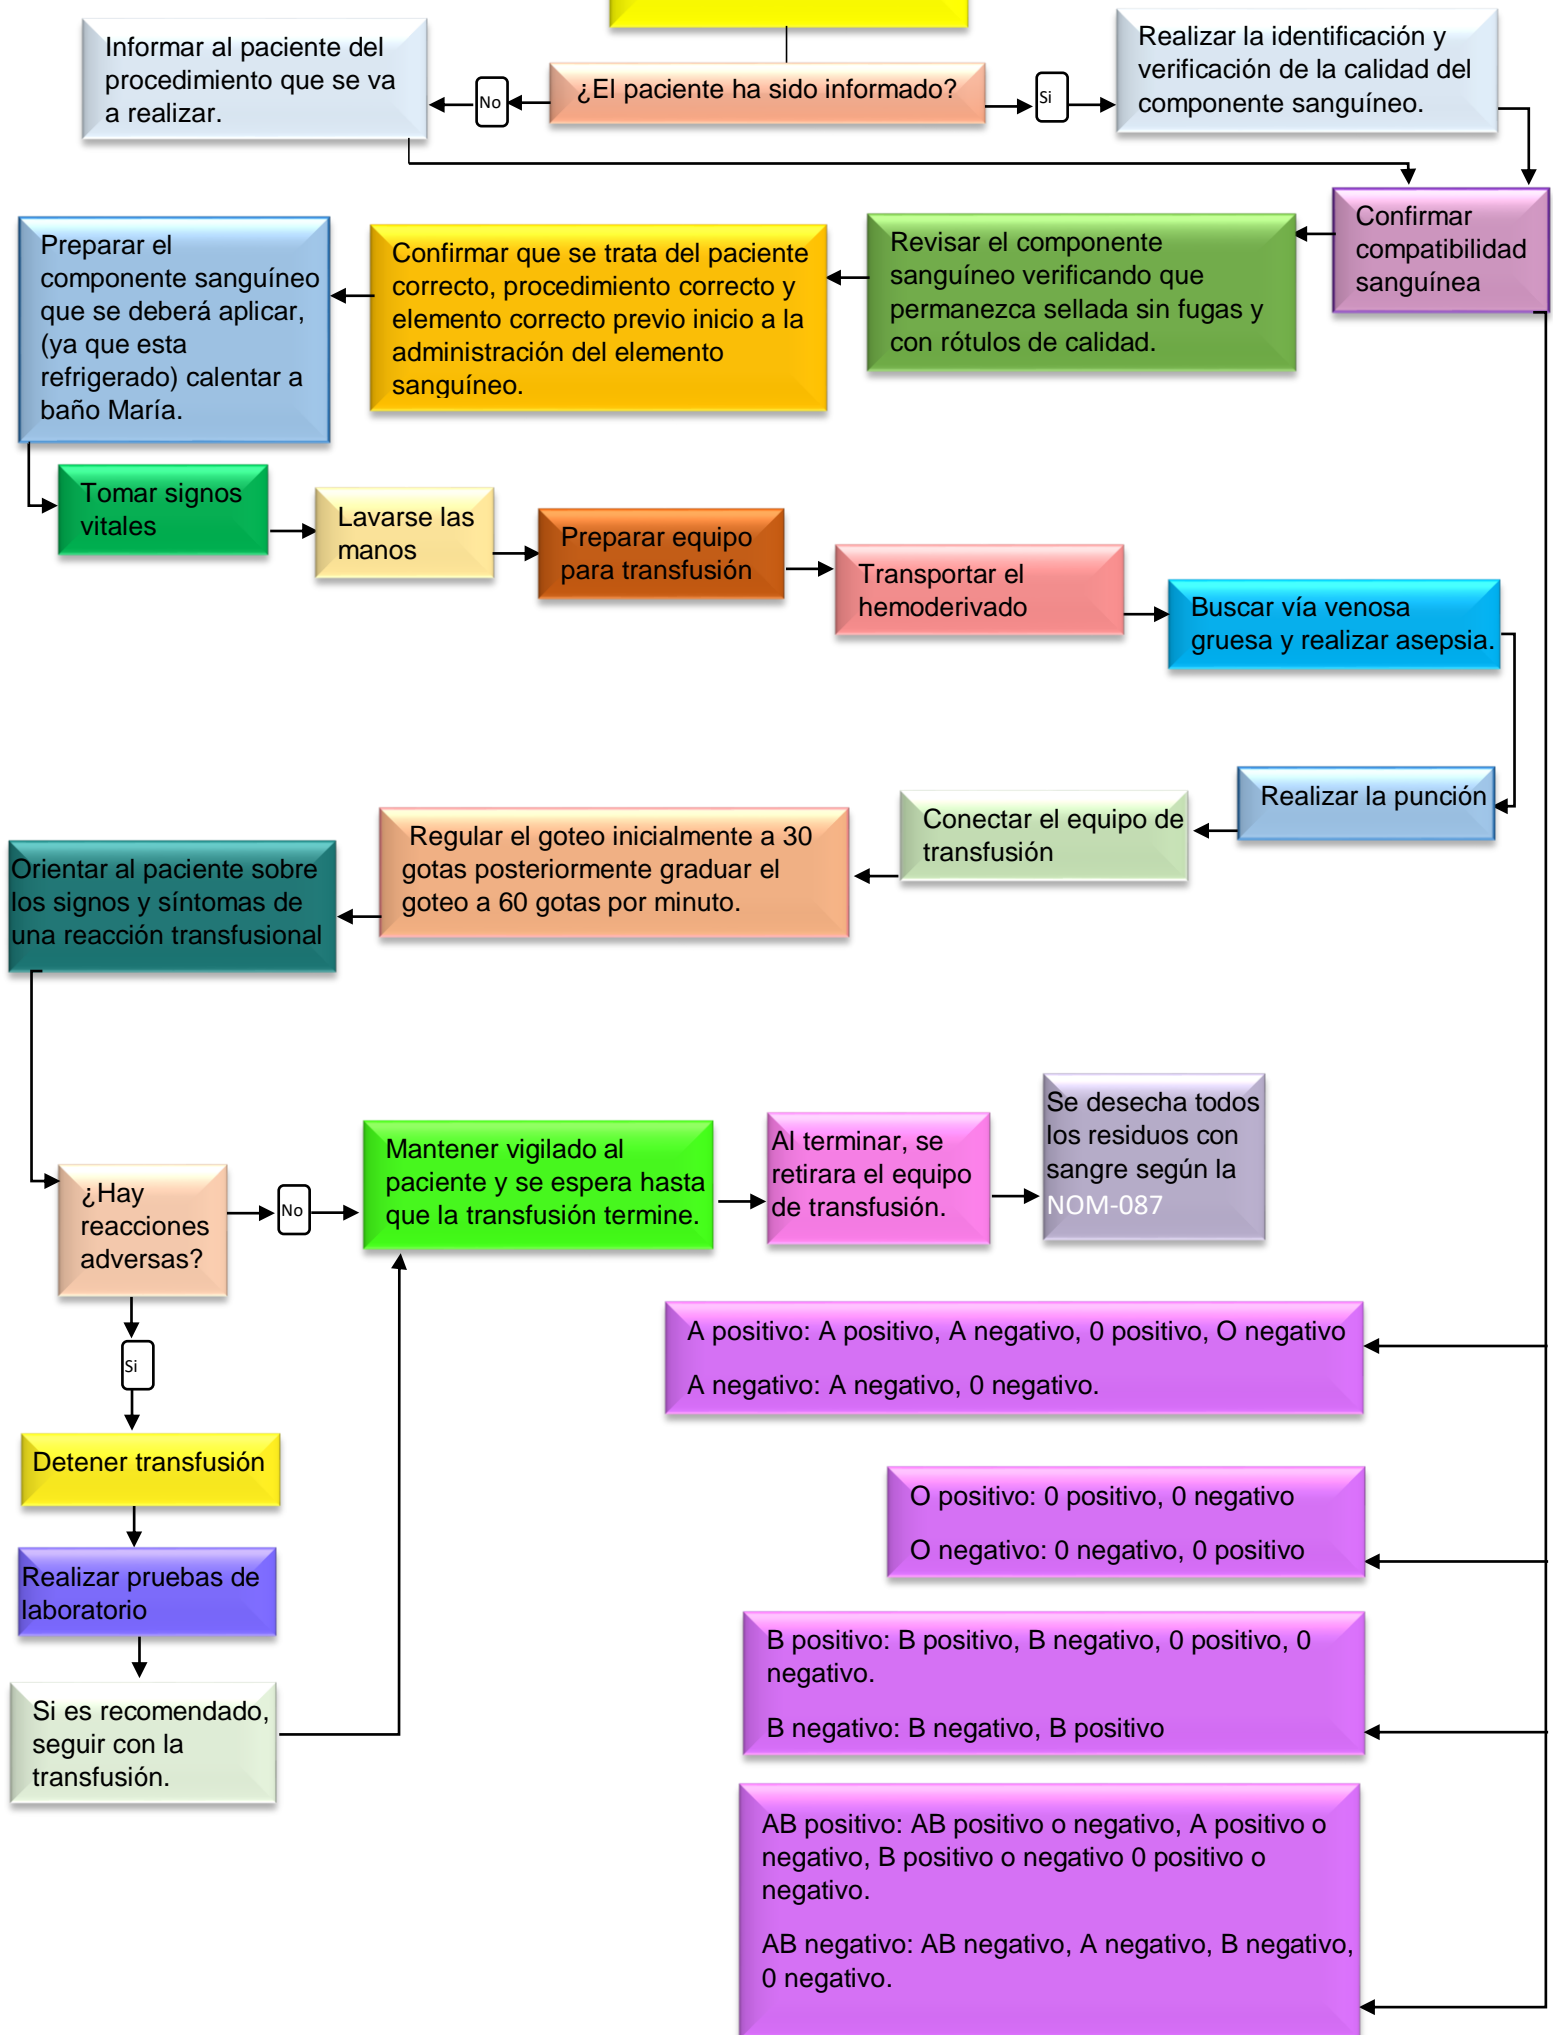 Informar al paciente del
procedimiento que se va
a realizar.
No
¿El paciente ha sido informado?
Si
Realizar la identificación y
verificación de la calidad del
componente sanguíneo.
Confirmar
compatibilidad
sanguínea
Revisar el componente
sanguíneo verificando que
permanezca sellada sin fugas y
con rótulos de calidad.
Confirmar que se trata del paciente
correcto, procedimiento correcto y
elemento correcto previo inicio a la
administración del elemento
sanguíneo.
Preparar el
componente sanguíneo
que se deberá aplicar,
(ya que esta
refrigerado) calentar a
baño María.
Tomar signos
vitales
Lavarse las
manos
Preparar equipo
para transfusión
Transportar el
hemoderivado
Buscar vía venosa
gruesa y realizar asepsia.
Realizar la punción
Conectar el equipo de
transfusión
Regular el goteo inicialmente a 30
gotas posteriormente graduar el
goteo a 60 gotas por minuto.
Orientar al paciente sobre
los signos y síntomas de
una reacción transfusional
¿Hay
reacciones
adversas?
No
Mantener vigilado al
paciente y se espera hasta
que la transfusión termine.
Al terminar, se
retirara el equipo
de transfusión.
Se desecha todos
los residuos con
sangre según la
NOM-087
Si
Detener transfusión
Realizar pruebas de
laboratorio
Si es recomendado,
seguir con la
transfusión.
A positivo: A positivo, A negativo, 0 positivo, O negativo
A negativo: A negativo, 0 negativo.
O positivo: 0 positivo, 0 negativo
O negativo: 0 negativo, 0 positivo
B positivo: B positivo, B negativo, 0 positivo, 0
negativo.
B negativo: B negativo, B positivo
AB positivo: AB positivo o negativo, A positivo o
negativo, B positivo o negativo 0 positivo o
negativo.
AB negativo: AB negativo, A negativo, B negativo,
0 negativo.